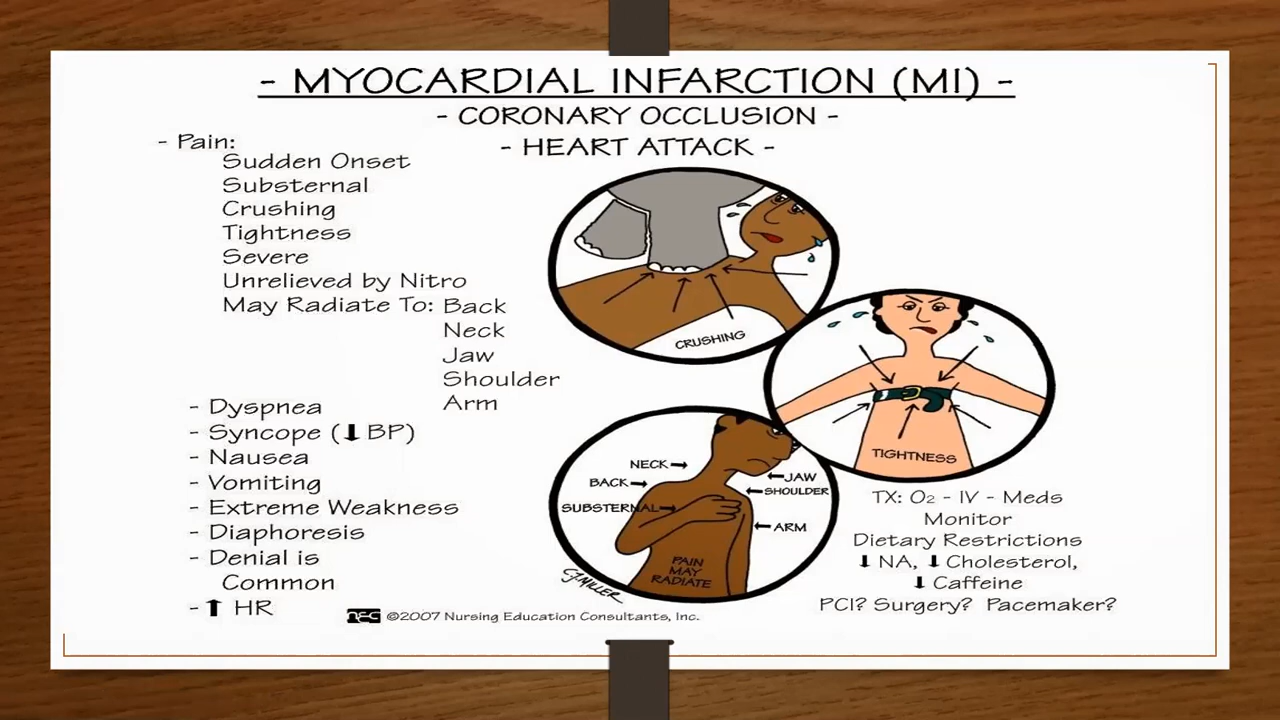 - MYOCARDIAL INFARCTION (MI) -
- CORONARY OCCLUSION -
- HEART ATTACK -
- Pain:
Sudden Onset
Substernal
Crushing
Tightness
Severe
Unrelieved by Nitro
May Radiate To: Back
Neck
Jaw
Shoulder
Arm
- Dyspnea
- Syncope (⬇BP)
- Nausea
- Vomiting
- Extreme Weakness
- Diaphoresis
- Denial is
Common
-⬆ HR
CRUSHING
TIGHTNESS
NECK
BACK
SUBSTERNAL
JAW
SHOULDER
ARM
PAIN
MAY
RADIATE
CJMILLER
TX: O₂ - IV - Meds
Monitor
Dietary Restrictions
⬇NA, ⬇Cholesterol,
⬇Caffeine
PCI? Surgery? Pacemaker?
nec ©2007 Nursing Education Consultants, Inc.